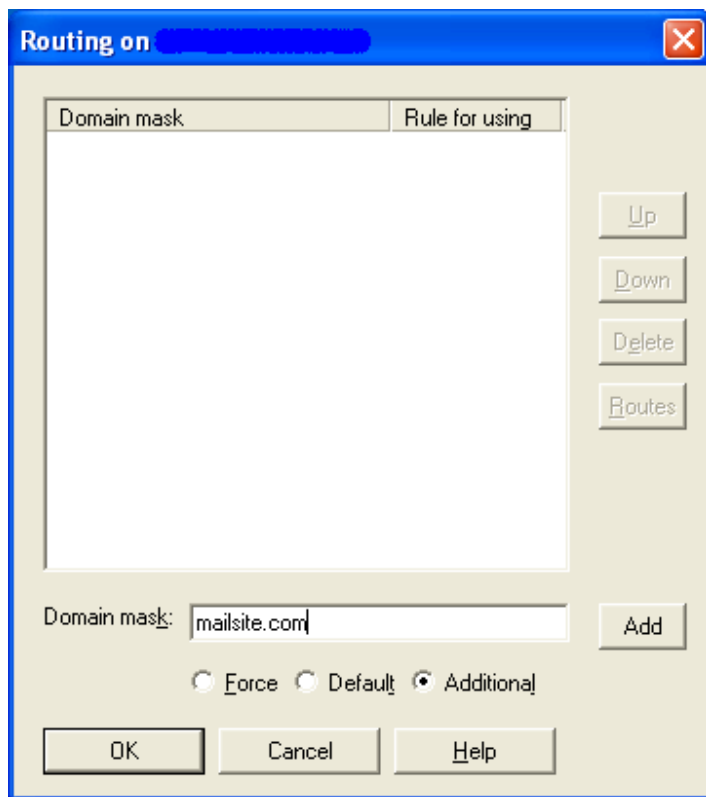 Routing on
Domain mask Rule for using
Up
Down
Delete
Routes
Domain mask: mailsite.com Add
Force Default Additional
OK Cancel Help